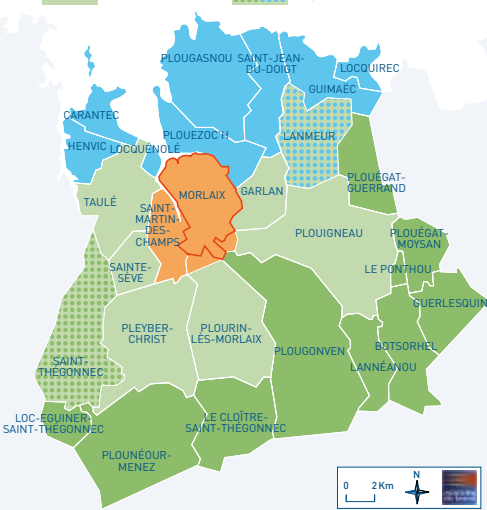 PLOUGASNOU
SAINT-JEAN-
DU-DOIGT
LOCQUIREC
GUIMAËC
CARANTEC
PLOUEZOC'H
LANMEUR
HENVIC
LOCQUÉNOLÉ
PLOUÉGAT-
GUERRAND
TAULÉ
MORLAIX
GARLAN
SAINT-
MARTIN-
DES-
CHAMPS
PLOUIGNEAU
PLOUÉGAT-
MOYSAN
SAINTE-
SÈVE
LE PONTHOU
GUERLESQUIN
PLEYBER-
CHRIST
PLOURIN-
LÈS-MORLAIX
PLOUGONVEN
BOTSORHEL
LANNÉANOU
SAINT-
THÉGONNEC
LOC-EGUINER-
SAINT-THÉGONNEC
LE CLOÎTRE-
SAINT-THÉGONNEC
PLOUNÉOUR-
MENEZ
N
0 2 Km